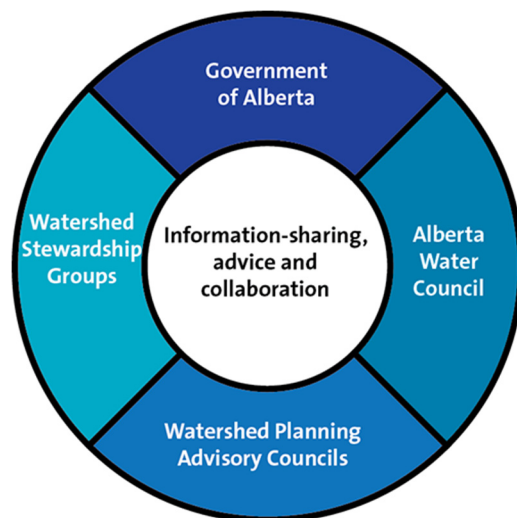 Government
of Alberta
Watershed
Stewardship
Groups
Information-sharing,
advice and
collaboration
Alberta
Water
Council
Watershed Planning
Advisory Councils